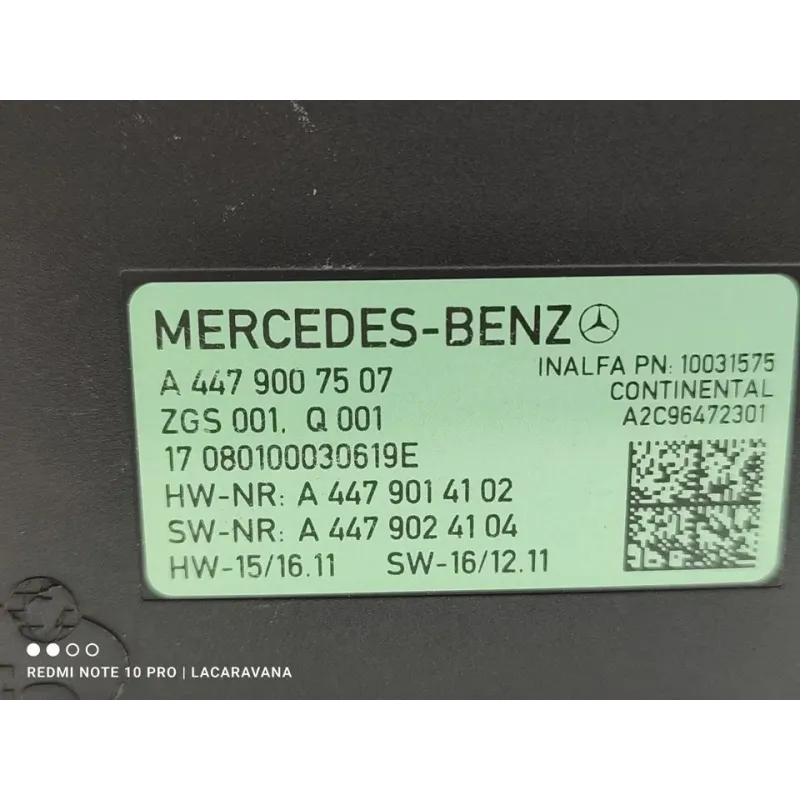 MERCEDES-BENZ
INALFA PN: 10031575
A 447 900 75 07
CONTINENTAL
ZGS 001, Q 001
A2C96472301
17 080100030619E
HW-NR: A 447 901 41 02
SW-NR: A 447 902 41 04
HW-15/16.11 SW-16/12.11
REDMI NOTE 10 PRO | LACARAVANA